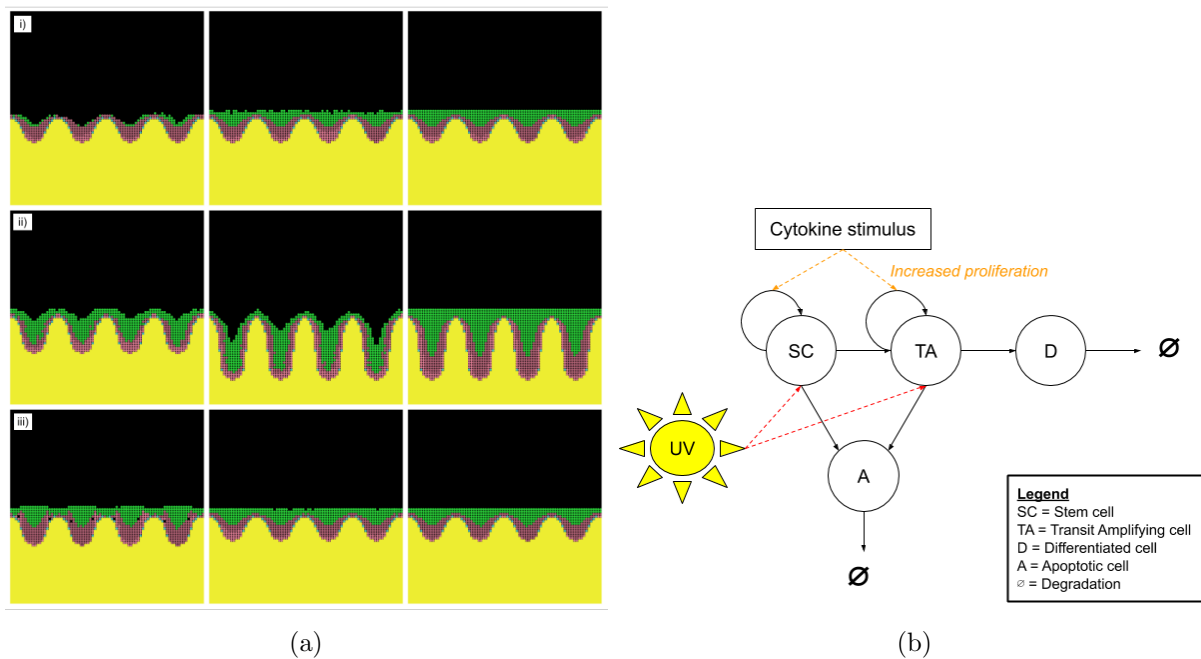 i)
ii)
iii)
(a)
Cytokine stimulus
Increased proliferation
SC
TA
D
∅
UV
A
∅
Legend
SC = Stem cell
TA = Transit Amplifying cell
D = Differentiated cell
A = Apoptotic cell
∅ = Degradation
(b)